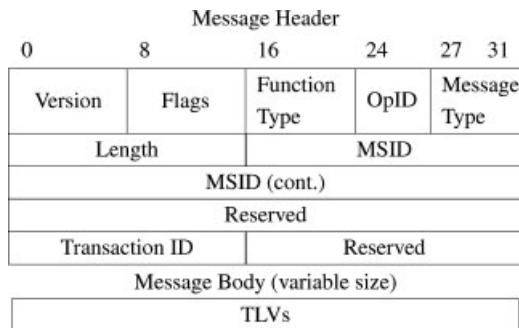 Message Header
0 8 16 24 27 31
Version Flags Function Type OpID Message Type
Length MSID
MSID (cont.)
Reserved
Transaction ID Reserved
Message Body (variable size)
TLVs